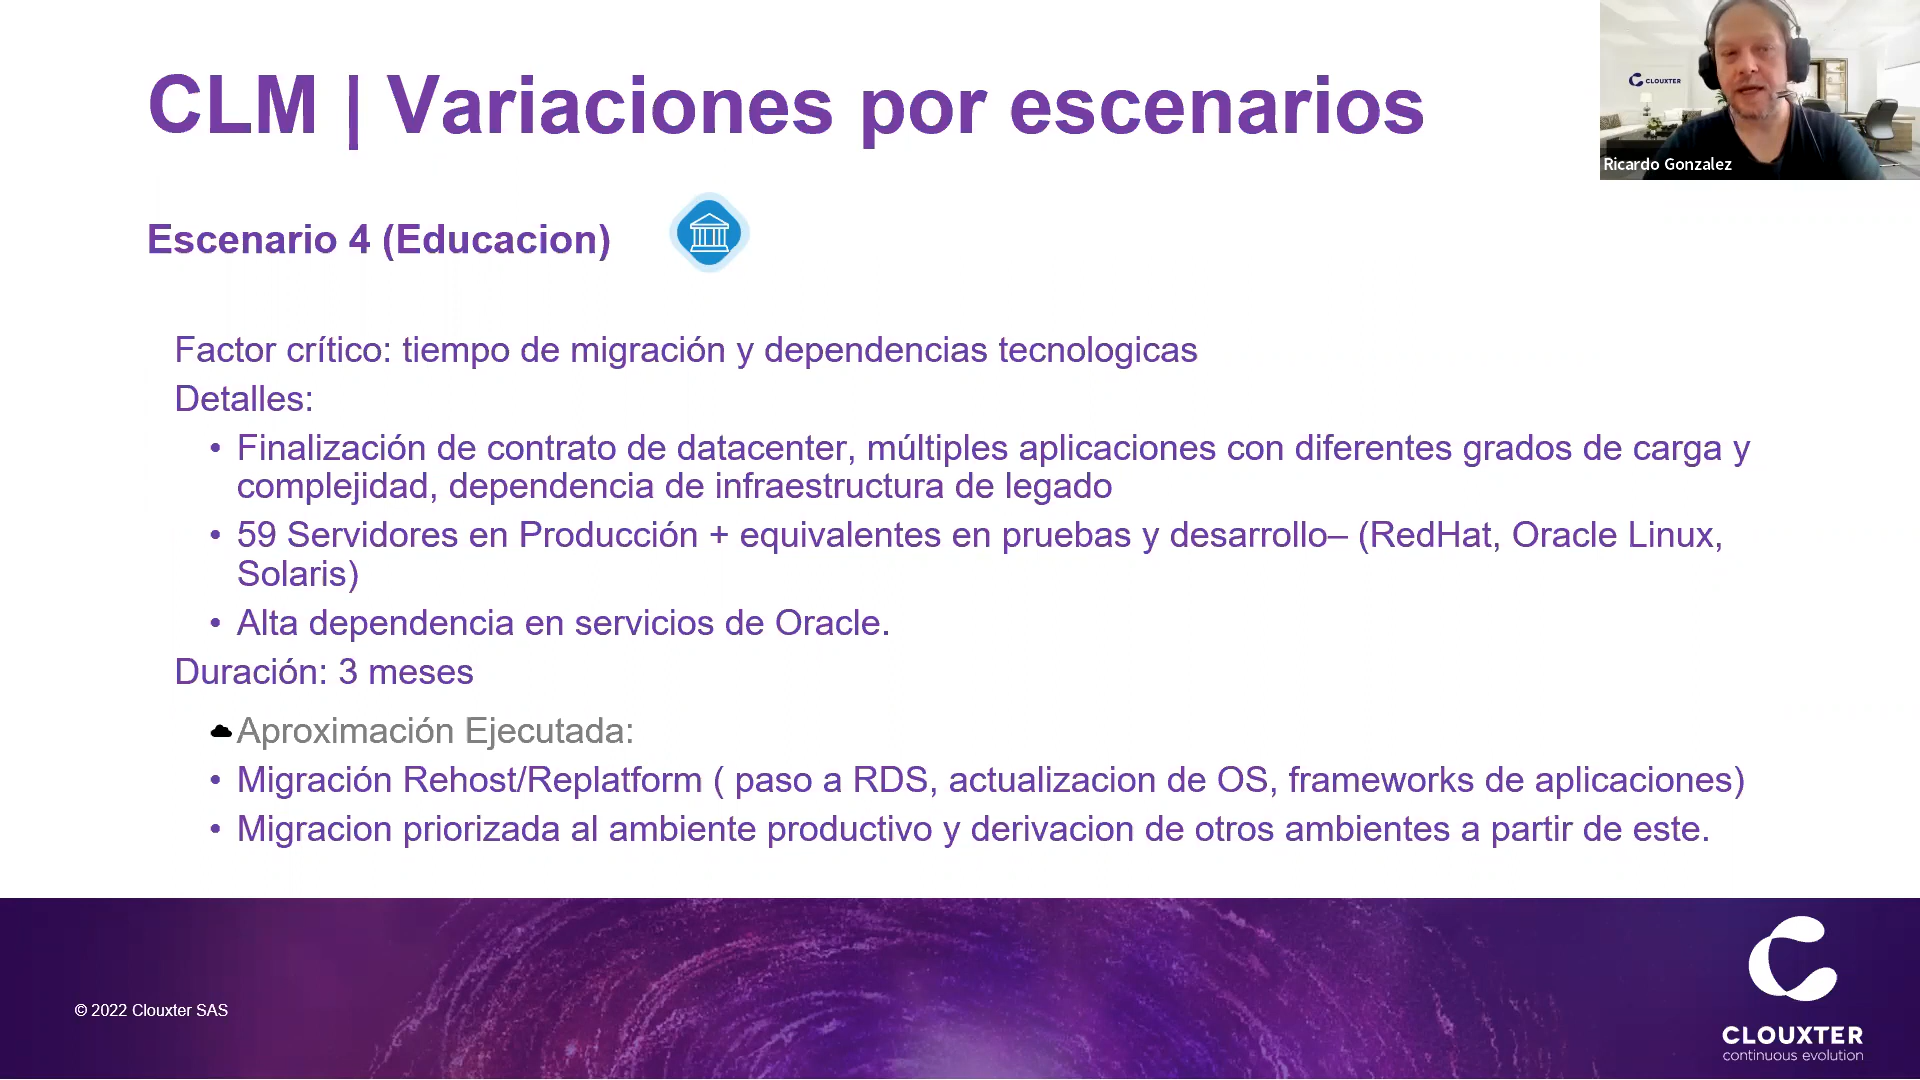 CLM | Variaciones por escenarios
CLOUXTER
Ricardo Gonzalez
Escenario 4 (Educacion)
Factor crítico: tiempo de migración y dependencias tecnologicas
Detalles:
• Finalización de contrato de datacenter, múltiples aplicaciones con diferentes grados de carga y
complejidad, dependencia de infraestructura de legado
• 59 Servidores en Producción + equivalentes en pruebas y desarrollo– (RedHat, Oracle Linux,
Solaris)
• Alta dependencia en servicios de Oracle.
Duración: 3 meses
Aproximación Ejecutada:
• Migración Rehost/Replatform ( paso a RDS, actualizacion de OS, frameworks de aplicaciones)
• Migracion priorizada al ambiente productivo y derivacion de otros ambientes a partir de este.
© 2022 Clouxter SAS
CLOUXTER
continuous evolution